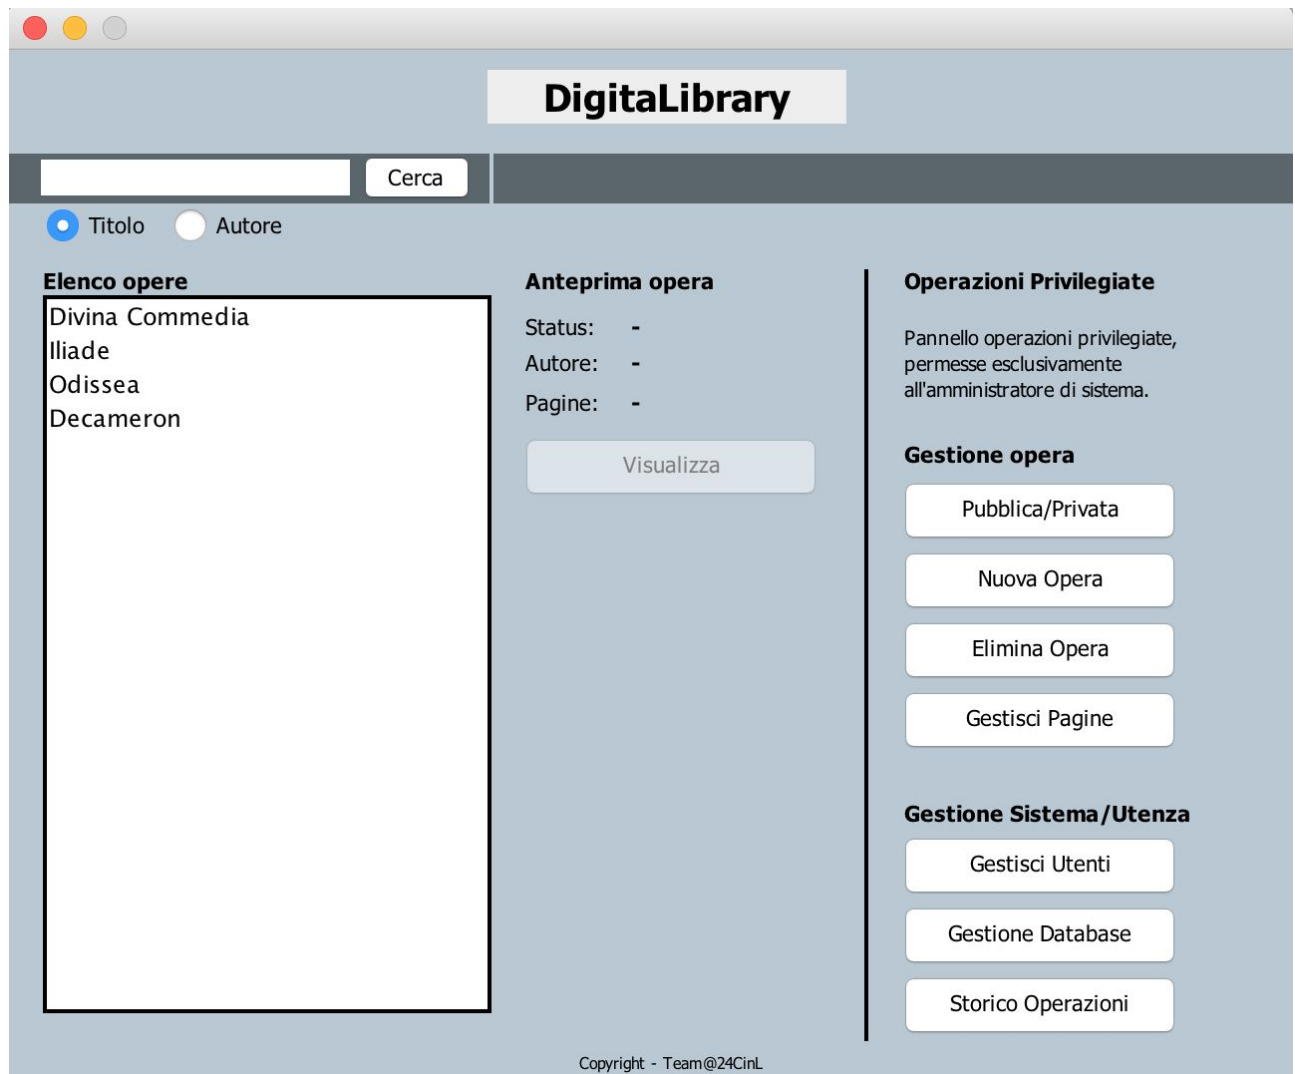 DigitaLibrary
Cerca
Titolo Autore
Elenco opere
Divina Commedia
Iliade
Odissea
Decameron
Anteprima opera
Status: -
Autore: -
Pagine: -
Visualizza
Operazioni Privilegiate
Pannello operazioni privilegiate,
permesse esclusivamente
all'amministratore di sistema.
Gestione opera
Pubblica/Privata
Nuova Opera
Elimina Opera
Gestisci Pagine
Gestione Sistema/Utenza
Gestisci Utenti
Gestione Database
Storico Operazioni
Copyright - Team@24CinL